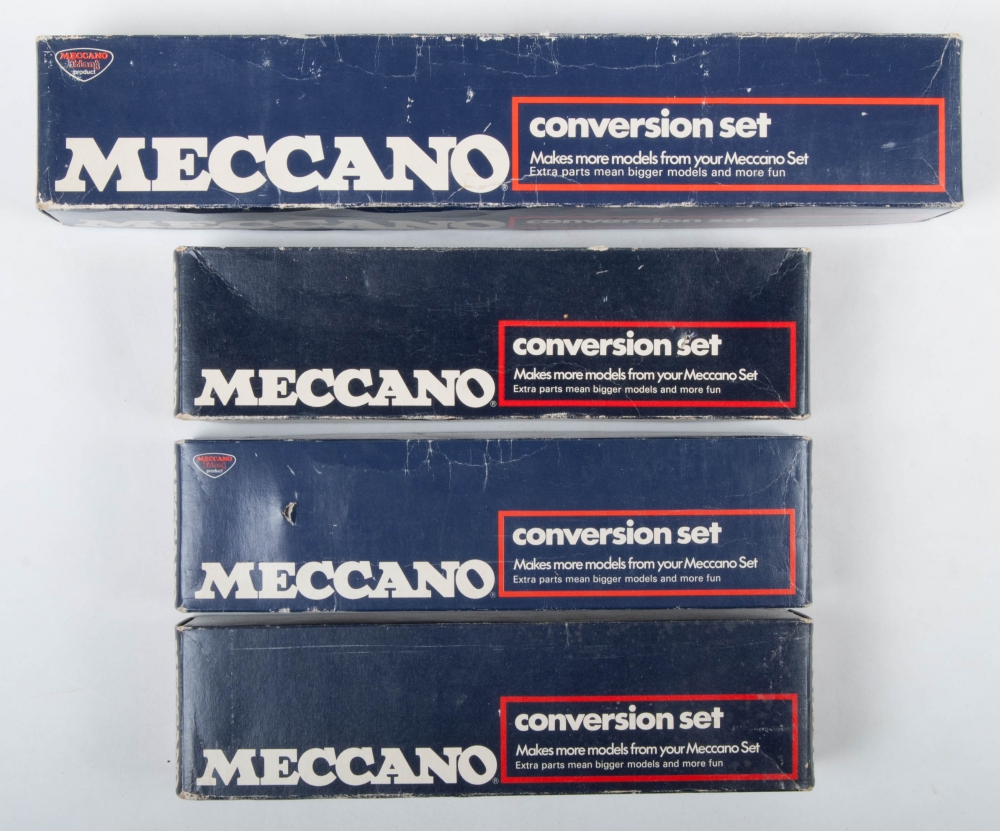 MECCANO
product
MECCANO®
conversion set
Makes more models from your Meccano Set
Extra parts mean bigger models and more fun
MECCANO
conversion set
MECCANO®
conversion set
Makes more models from your Meccano Set
Extra parts mean bigger models and more fun
MECCANO
product
MECCANO®
conversion set
Makes more models from your Meccano Set
Extra parts mean bigger models and more fun
MECCANO®
conversion set
Makes more models from your Meccano Set
Extra parts mean bigger models and more fun